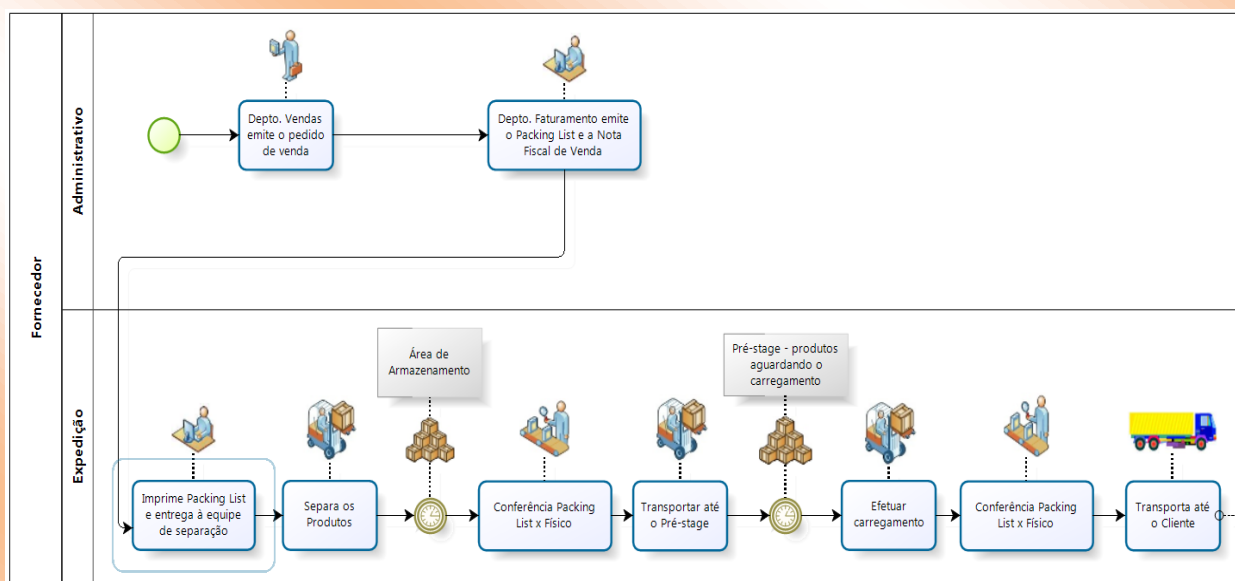 Fornecedor
Administrativo
Depto. Vendas
emite o pedido
de venda
Depto. Faturamento emite
o Packing List e a Nota
Fiscal de Venda
Expedição
Área de
Armazenamento
Pré-stage - produtos
aguardando o
carregamento
Imprime Packing List
e entrega à equipe
de separação
Separa os
Produtos
Conferência Packing
List x Físico
Transportar até
o Pré-stage
Efetuar
carregamento
Conferência Packing
List x Físico
Transporta até
o Cliente